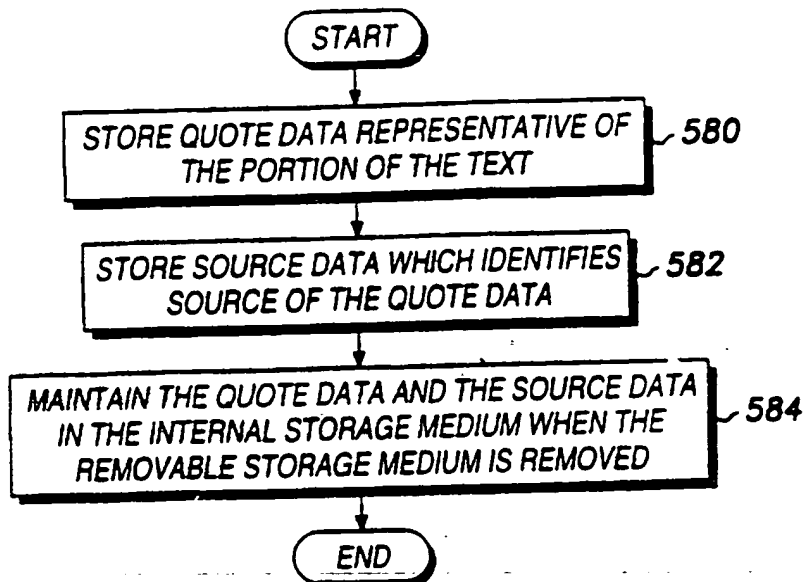 START
STORE QUOTE DATA REPRESENTATIVE OF
THE PORTION OF THE TEXT
580
STORE SOURCE DATA WHICH IDENTIFIES
SOURCE OF THE QUOTE DATA
582
MAINTAIN THE QUOTE DATA AND THE SOURCE DATA
IN THE INTERNAL STORAGE MEDIUM WHEN THE
REMOVABLE STORAGE MEDIUM IS REMOVED
584
END